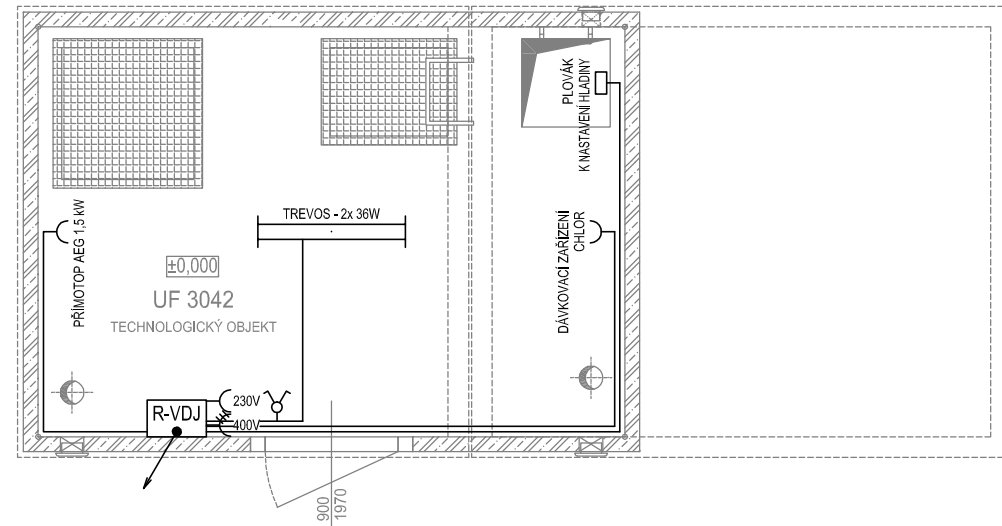 PLOVÁK
K NASTAVENÍ HLADINY
TREVOS - 2x 36W
PŘÍMOTOP AEG 1,5 kW
DÁVKOVACÍ ZAŘÍZENÍ
CHLOR
±0,000
UF 3042
TECHNOLOGICKÝ OBJEKT
R-VDJ
230V
400V
900
1970